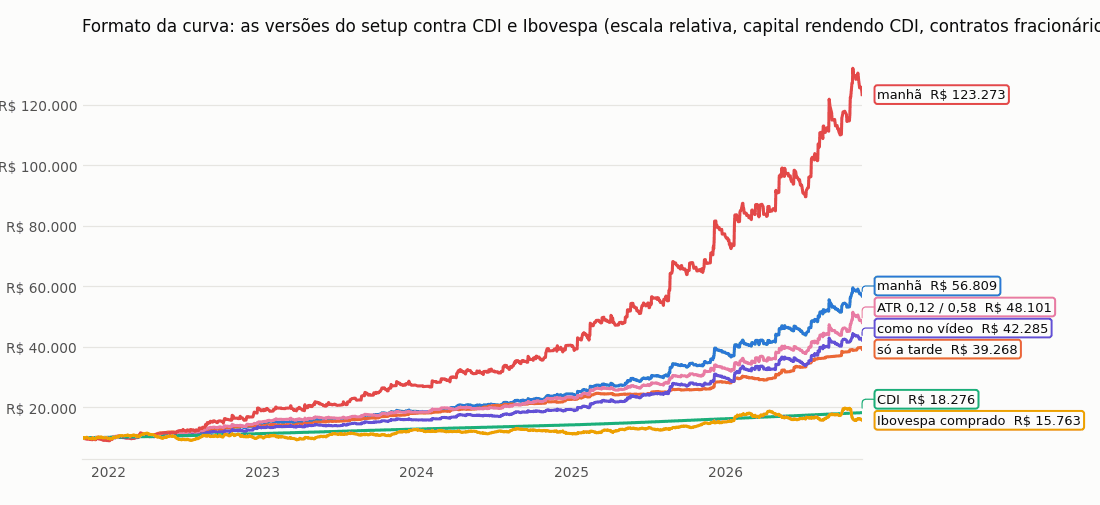 Formato da curva: as versões do setup contra CDI e Ibovespa (escala relativa, capital rendendo CDI, contratos fracionário
R$ 120.000
R$ 100.000
R$ 80.000
R$ 60.000
R$ 40.000
R$ 20.000
manhã R$ 123.273
manhã R$ 56.809
ATR 0,12 / 0,58 R$ 48.101
como no vídeo R$ 42.285
só a tarde R$ 39.268
CDI R$ 18.276
Ibovespa comprado R$ 15.763
2022 2023 2024 2025 2026